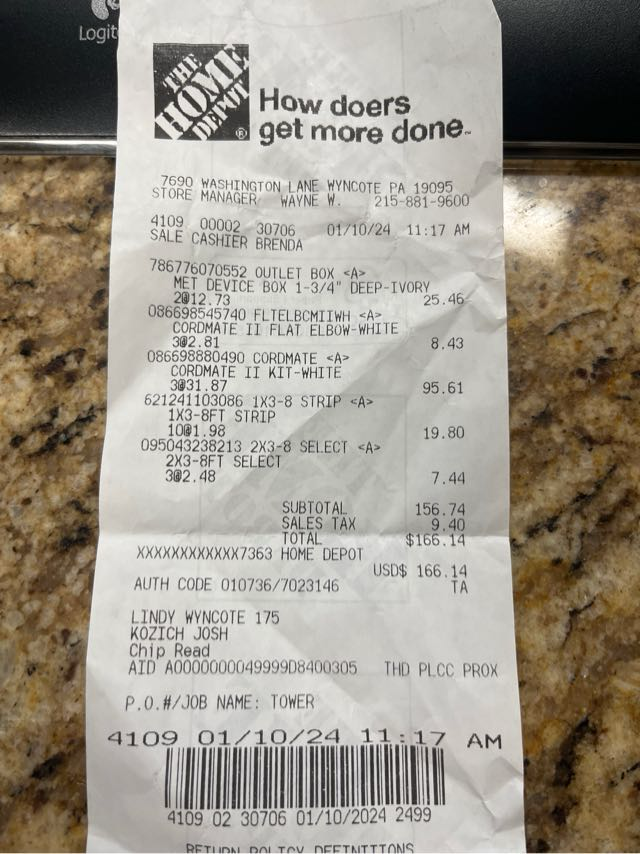 Logit
THE
HOME
DEPOT
®
How doers
get more done™
7690 WASHINGTON LANE WYNCOTE PA 19095
STORE MANAGER WAYNE W. 215-881-9600
4109 00002 30706 01/10/24 11:17 AM
SALE CASHIER BRENDA
786776070552 OUTLET BOX <A>
MET DEVICE BOX 1-3/4" DEEP-IVORY
2@12.73 25.46
086698545740 FLTELBCMIIWH <A>
CORDMATE II FLAT ELBOW-WHITE
3@2.81 8.43
086698880490 CORDMATE <A>
CORDMATE II KIT-WHITE
3@31.87 95.61
621241103086 1X3-8 STRIP <A>
1X3-8FT STRIP
10@1.98 19.80
095043238213 2X3-8 SELECT <A>
2X3-8FT SELECT
3@2.48 7.44
SUBTOTAL 156.74
SALES TAX 9.40
TOTAL $166.14
XXXXXXXXXXXX7363 HOME DEPOT
USD$ 166.14
AUTH CODE 010736/7023146 TA
LINDY WYNCOTE 175
KOZICH JOSH
Chip Read
AID A0000000049999D8400305 THD PLCC PROX
P.O.#/JOB NAME: TOWER
4109 01/10/24 11:17 AM
4109 02 30706 01/10/2024 2499
RETURN POLICY DEFINITIONS